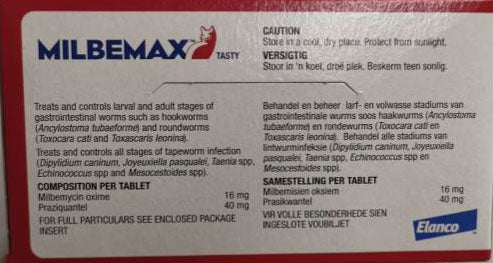 MILBEMAX™ TASTY
Treats and controls larval and adult stages of
gastrointestinal worms such as hookworms
(Ancylostoma tubaeforme) and roundworms
(Toxocara cati and Toxascaris leonina).
Treats and controls all stages of tapeworm infection
(Dipylidium caninum, Joyeuxiella pasqualei, Taenia spp,
Echinococcus spp and Mesocestoides spp).
COMPOSITION PER TABLET
Milbemycin oxime 16 mg
Praziquantel 40 mg
FOR FULL PARTICULARS SEE ENCLOSED PACKAGE
INSERT
CAUTION
Store in a cool, dry place. Protect from sunlight.
VERSIGTIG
Stoor in 'n koel, droë plek. Beskerm teen sonlig.
Behandel en beheer larf- en volwasse stadiums van
gastrointestinale wurms soos haakwurms (Ancylostoma
tubaeforme) en rondewurms (Toxocara cati en
Toxascaris leonina). Behandel alle stadiums van
lintwurminfeksie (Dipylidium caninum, Joyeuxiella
pasqualei, Taenia spp, Echinococcus spp en
Mesocestoides spp).
SAMESTELLING PER TABLET
Milbemisien oksiem 16 mg
Prasikwantel 40 mg
VIR VOLLE BESONDERHEDE SIEN
INGESLOTE VOUBILJET
Elanco